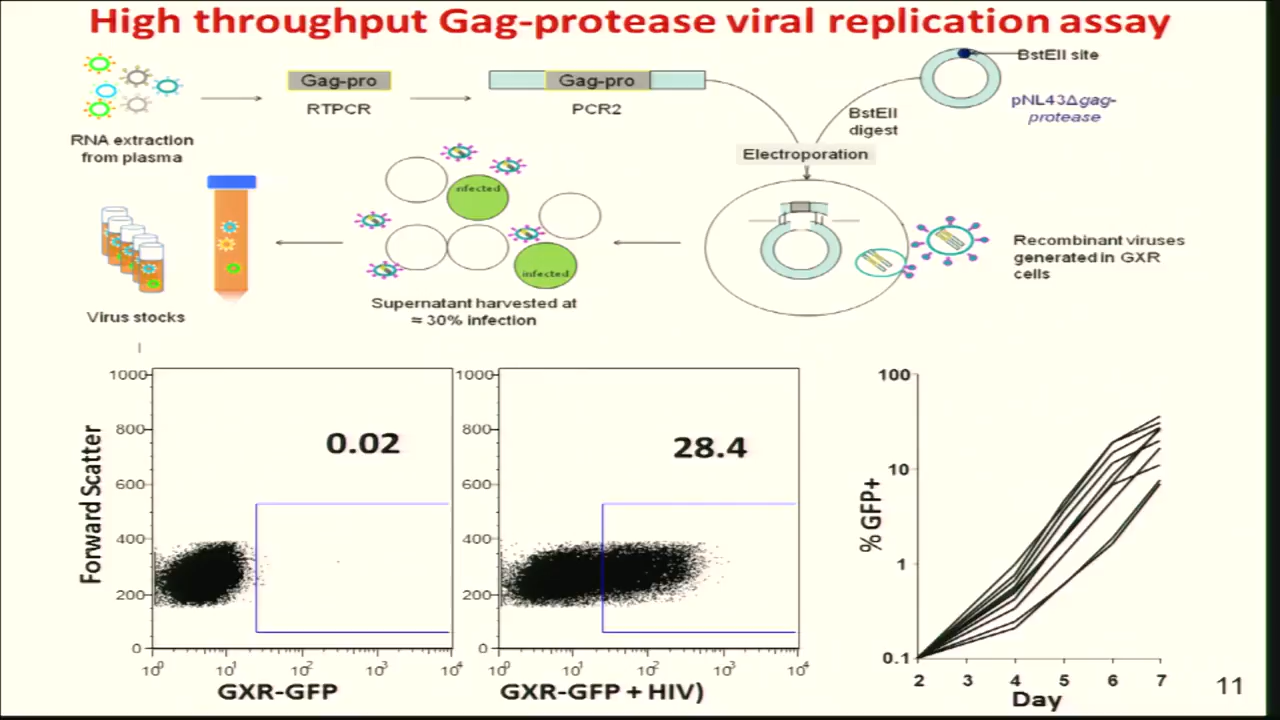 High throughput Gag-protease viral replication assay
Gag-pro
RTPCR
Gag-pro
PCR2
BstEII site
pNL43Δgag-
protease
BstEII
digest
RNA extraction
from plasma
Electroporation
infected
infected
Recombinant viruses
generated in GXR
cells
Supernatant harvested at
≈ 30% infection
Virus stocks
Forward Scatter
1000
800
600
400
200
0
0.02
10⁰ 10¹ 10² 10³ 10⁴
GXR-GFP
1000
800
600
400
200
0
28.4
10⁰ 10¹ 10² 10³ 10⁴
GXR-GFP + HIV)
% GFP+
100
10
1
0.1
2 3 4 5 6 7
Day
11